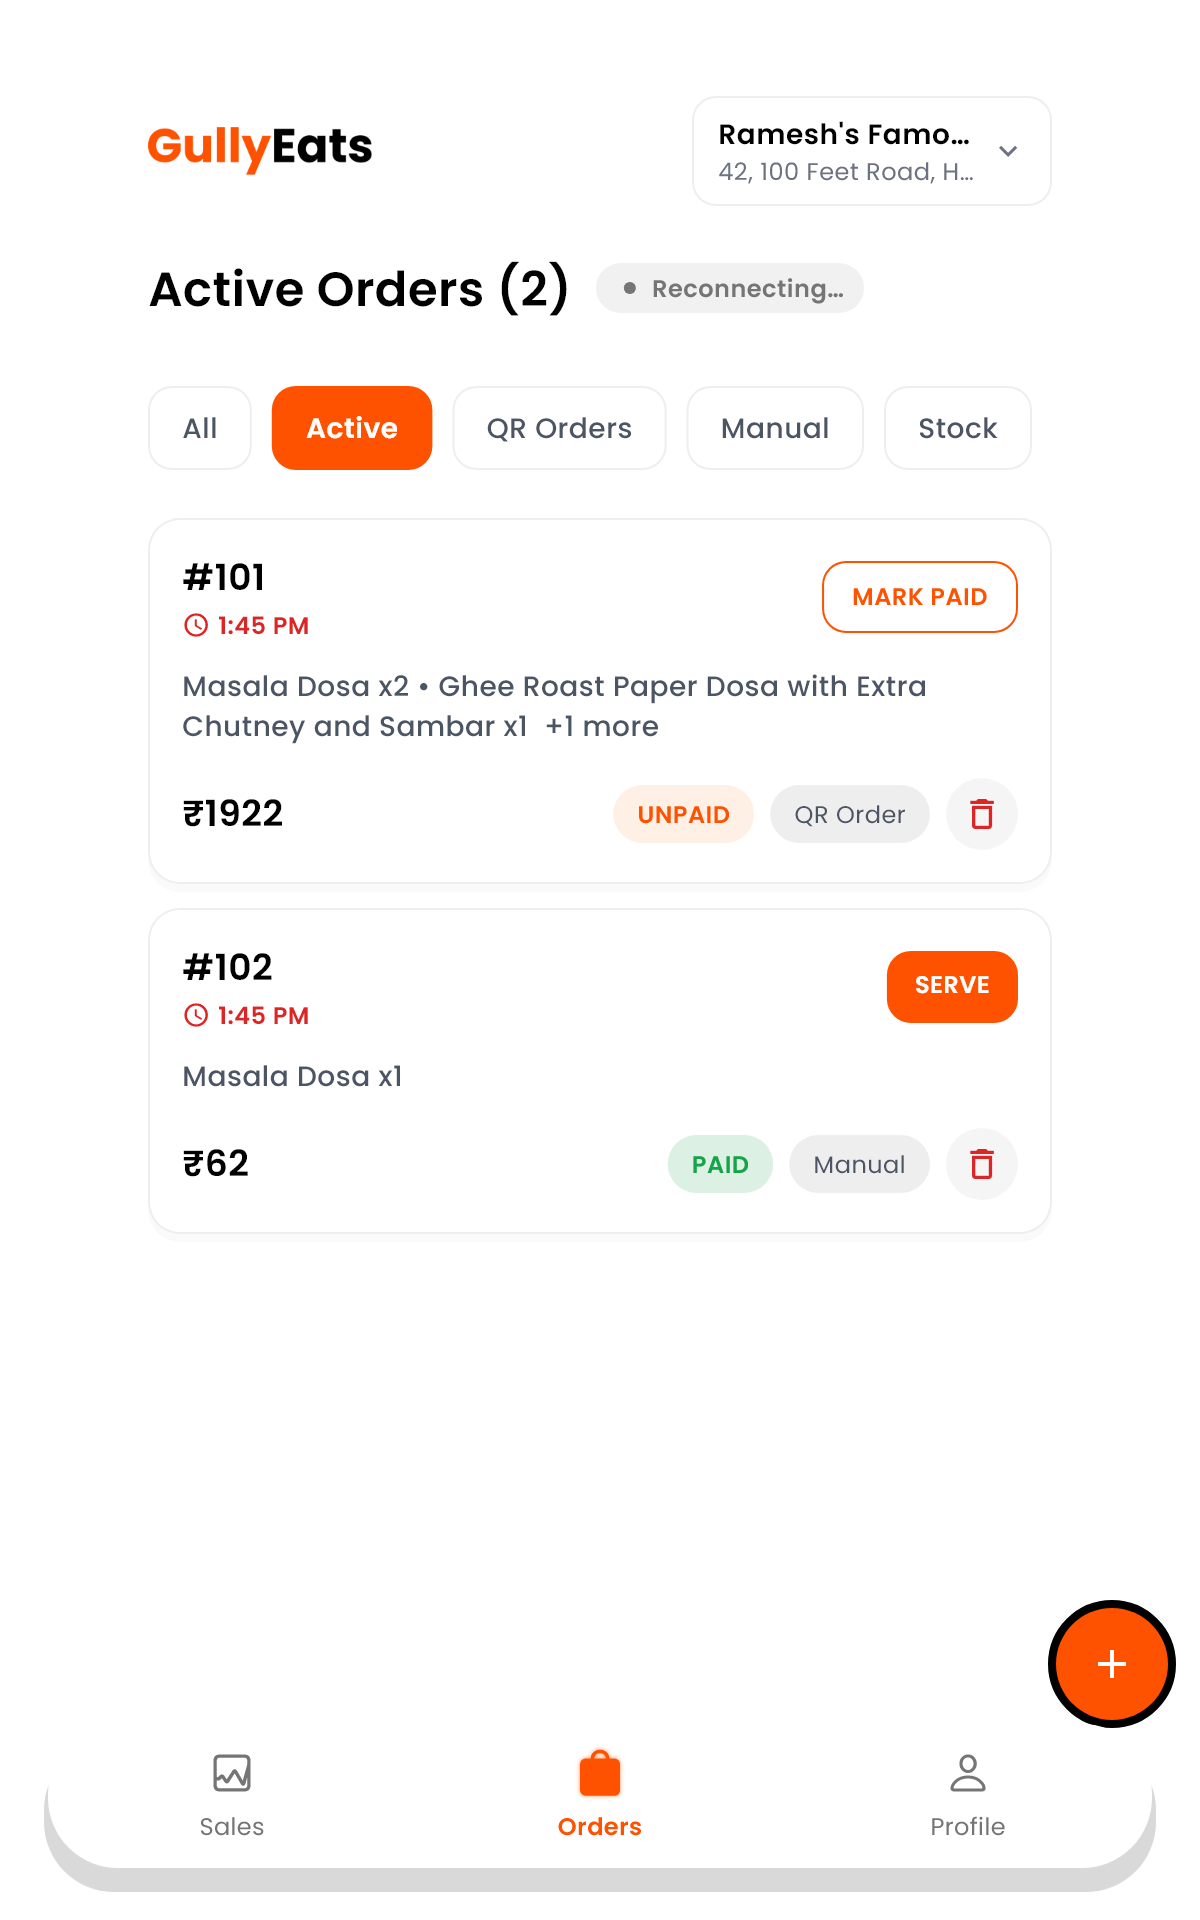 GullyEats
Ramesh's Famo...
42, 100 Feet Road, H...
Active Orders (2)
Reconnecting...
All
Active
QR Orders
Manual
Stock
#101
1:45 PM
MARK PAID
Masala Dosa x2 • Ghee Roast Paper Dosa with Extra
Chutney and Sambar x1 +1 more
₹1922
UNPAID
QR Order
#102
1:45 PM
SERVE
Masala Dosa x1
₹62
PAID
Manual
Sales
Orders
Profile